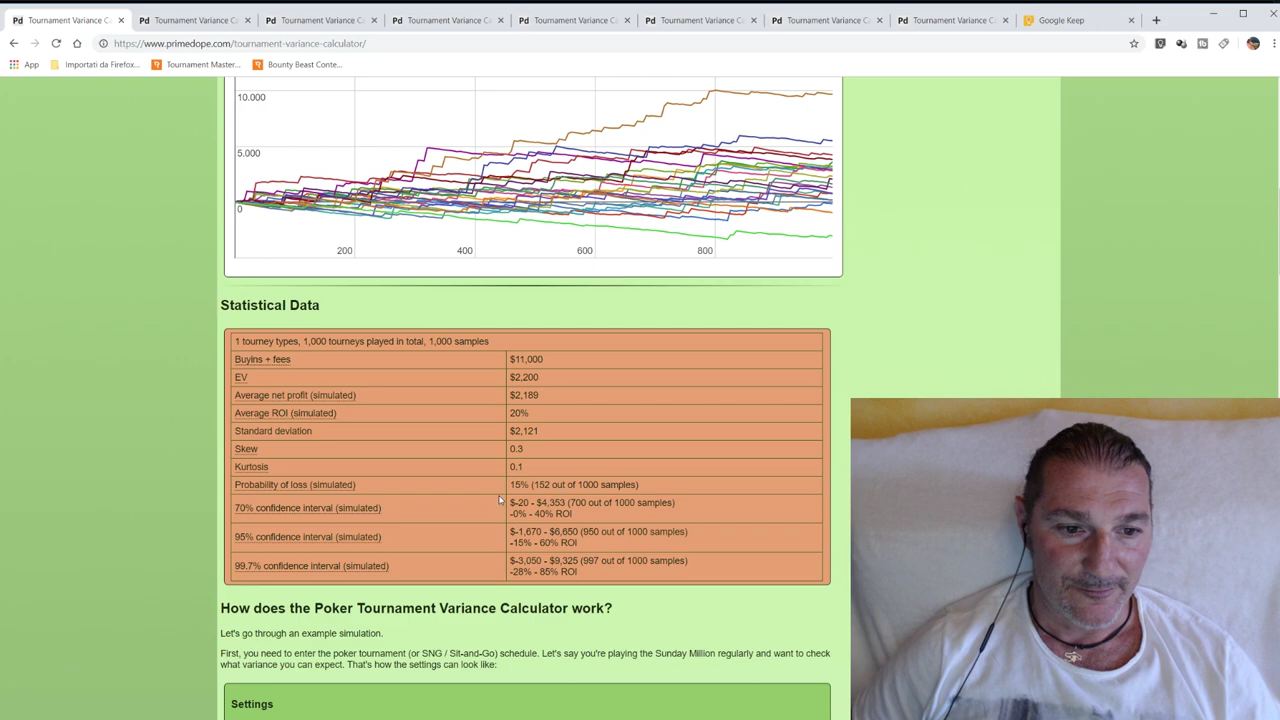 Tournament Variance C
Tournament Variance Calc
Tournament Variance Calc
Tournament Variance Calc
Tournament Variance Calc
Tournament Variance Calc
Tournament Variance Calc
Tournament Variance Calc
Google Keep
https://www.primedope.com/tournament-variance-calculator/
App
Importati da Firefox...
Tournament Master...
Bounty Beast Conte...
10.000
5.000
0
200
400
600
800
Statistical Data
1 tourney types, 1,000 tourneys played in total, 1,000 samples
Buyins + fees $11,000
EV $2,200
Average net profit (simulated) $2,189
Average ROI (simulated) 20%
Standard deviation $2,121
Skew 0.3
Kurtosis 0.1
Probability of loss (simulated) 15% (152 out of 1000 samples)
70% confidence interval (simulated) $-20 - $4,353 (700 out of 1000 samples)
-0% - 40% ROI
95% confidence interval (simulated) $-1,670 - $6,650 (950 out of 1000 samples)
-15% - 60% ROI
99.7% confidence interval (simulated) $-3,050 - $9,325 (997 out of 1000 samples)
-28% - 85% ROI
How does the Poker Tournament Variance Calculator work?
Let's go through an example simulation.
First, you need to enter the poker tournament (or SNG / Sit-and-Go) schedule. Let's say you're playing the Sunday Million regularly and want to check
what variance you can expect. That's how the settings can look like:
Settings